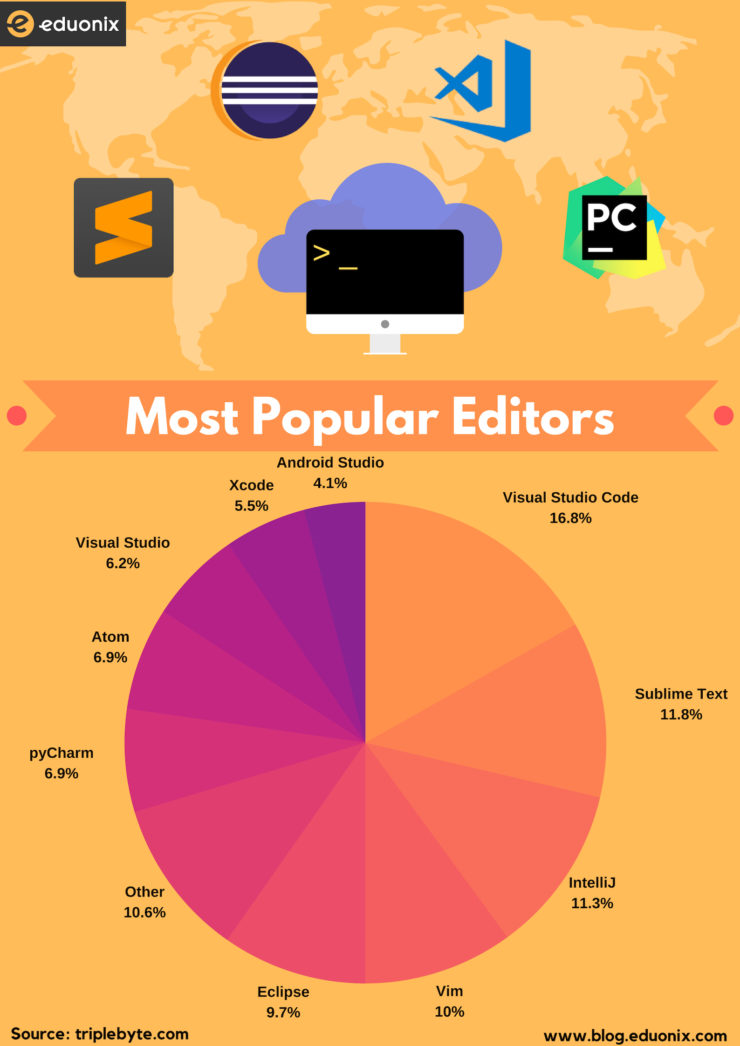 eduonix
PC
>_
Most Popular Editors
Android Studio
4.1%
Xcode
5.5%
Visual Studio Code
16.8%
Visual Studio
6.2%
Atom
6.9%
Sublime Text
11.8%
pyCharm
6.9%
IntelliJ
11.3%
Other
10.6%
Eclipse
9.7%
Vim
10%
Source: triplebyte.com
www.blog.eduonix.com